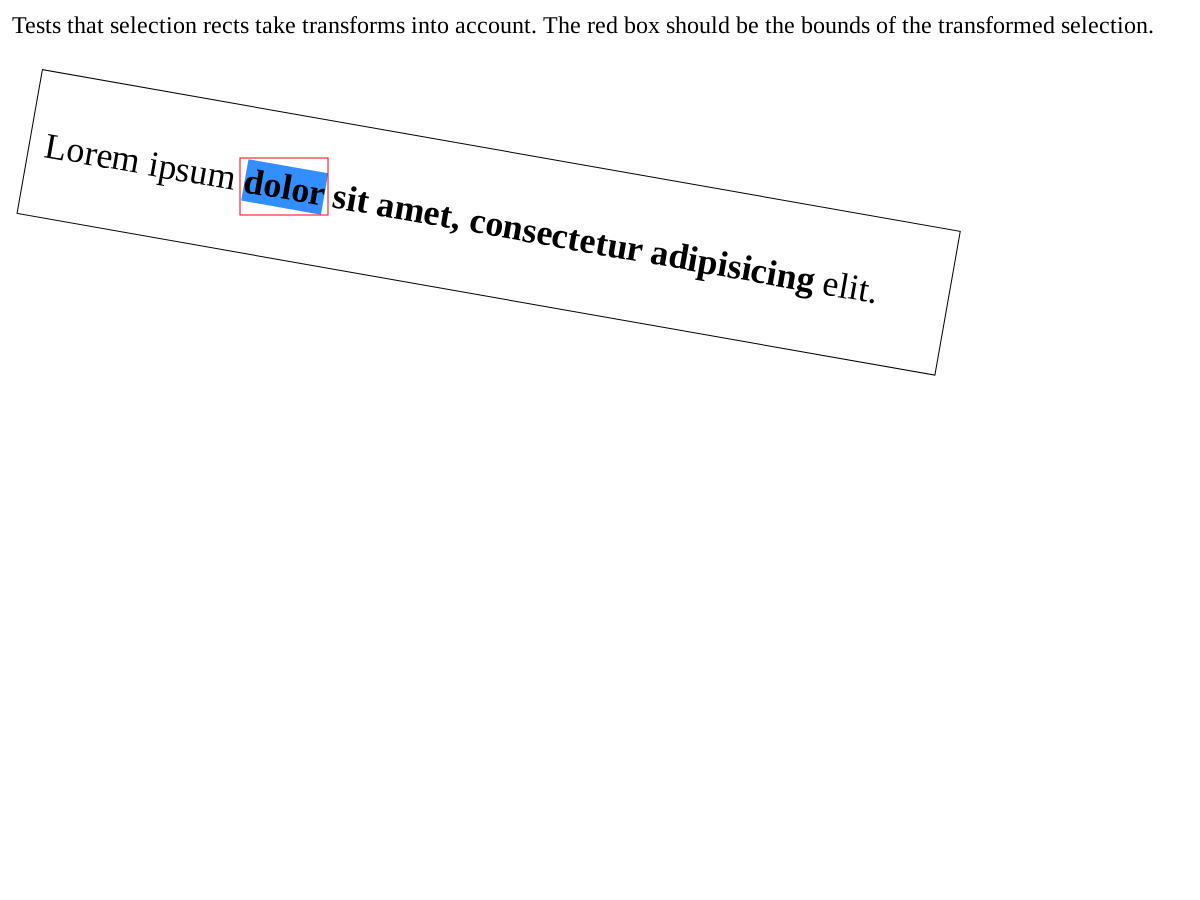 Tests that selection rects take transforms into account. The red box should be the bounds of the transformed selection.
Lorem ipsum dolor sit amet, consectetur adipisicing elit.